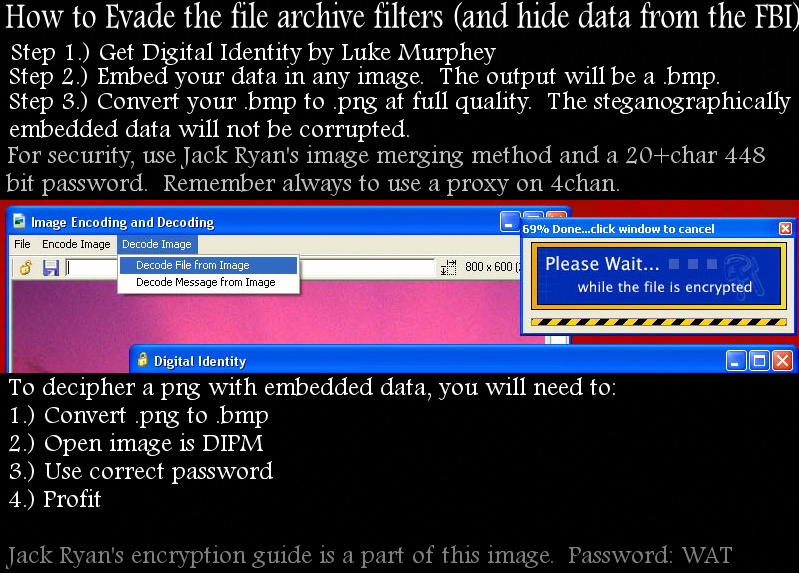 How to Evade the file archive filters (and hide data from the FBI)
Step 1.) Get Digital Identity by Luke Murphey
Step 2.) Embed your data in any image. The output will be a .bmp.
Step 3.) Convert your .bmp to .png at full quality. The steganographically
embedded data will not be corrupted.
For security, use Jack Ryan's image merging method and a 20+char 448
bit password. Remember always to use a proxy on 4chan.
Image Encoding and Decoding
File Encode Image Decode Image
Decode File from Image
Decode Message from Image
800 x 600
69% Done...click window to cancel
Please Wait...
while the file is encrypted
Digital Identity
To decipher a png with embedded data, you will need to:
1.) Convert .png to .bmp
2.) Open image is DIPM
3.) Use correct password
4.) Profit
Jack Ryan's encryption guide is a part of this image. Password: WAT